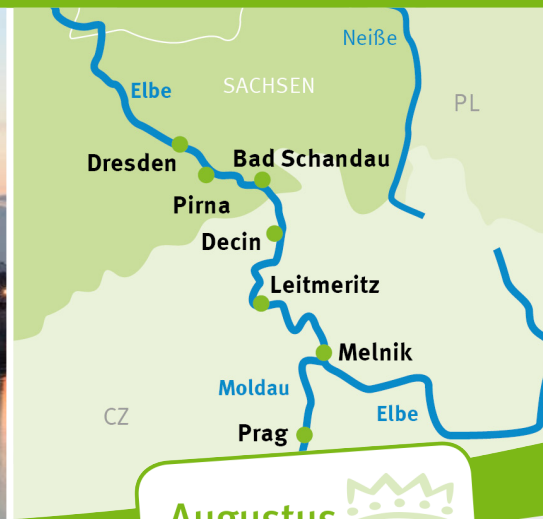 Neiße
Elbe
SACHSEN
PL
Dresden
Bad Schandau
Pirna
Decin
Leitmeritz
Melnik
Moldau
CZ
Elbe
Prag
Augustus